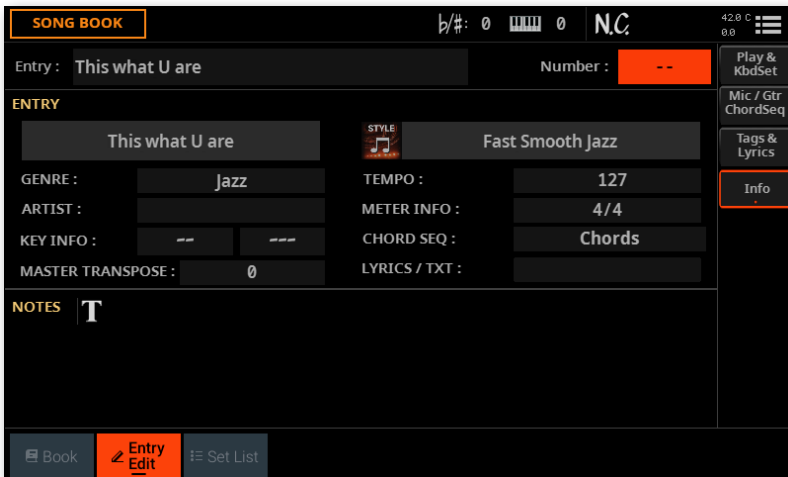 SONG BOOK
♭/#: 0 0 N.C.
42.0 C
0.0
Entry : This what U are Number : --
Play & KbdSet
ENTRY
Mic / Gtr ChordSeq
This what U are STYLE Fast Smooth Jazz
Tags & Lyrics
GENRE : Jazz TEMPO : 127
Info
ARTIST : METER INFO : 4/4
KEY INFO : -- --- CHORD SEQ : Chords
MASTER TRANSPOSE : 0 LYRICS / TXT :
NOTES T
Book Entry Edit Set List